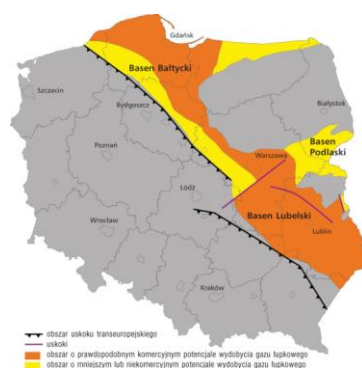 Gdańsk
Basen Bałtycki
Szczecin
Bydgoszcz
Białystok
Basen
Podlaski
Poznań
Warszawa
Łódź
Basen Lubelski
Lublin
Wrocław
Kraków
obszar uskoku transeuropejskiego
uskoki
obszar o prawdopodobnym komercyjnym potencjale wydobycia gazu łupkowego
obszar o mniejszym lub niekomercyjnym potencjale wydobycia gazu łupkowego